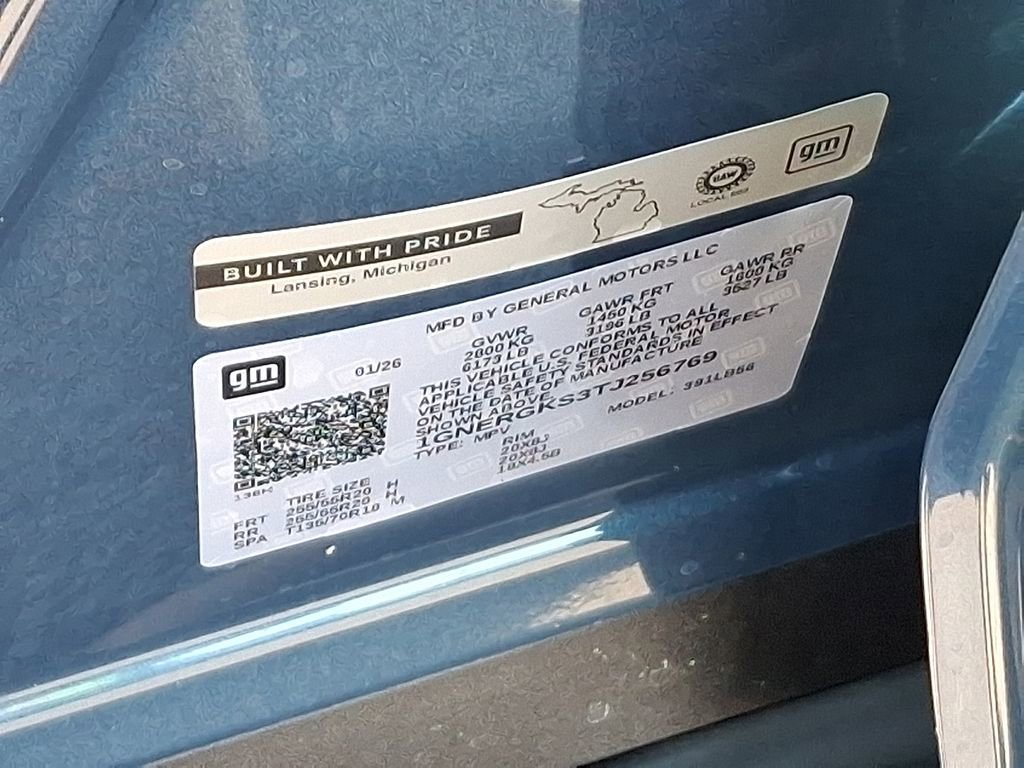 BUILT WITH PRIDE
Lansing, Michigan
UAW
LOCAL 602
gm
gm
01/26
MFD BY GENERAL MOTORS LLC
GVWR GAWR FRT GAWR RR
2800 KG 1450 KG 1600 KG
6173 LB 3196 LB 3527 LB
THIS VEHICLE CONFORMS TO ALL
APPLICABLE U.S. FEDERAL MOTOR
VEHICLE SAFETY STANDARDS IN EFFECT
ON THE DATE OF MANUFACTURE
SHOWN ABOVE.
1GNERGKS3TJ256769
TYPE: MPV MODEL: 391LB56
TIRE SIZE RIM
FRT 255/55R20 H 20X8J
RR 255/55R20 H 20X8J
SPA T135/70R18 M 18X4.5B